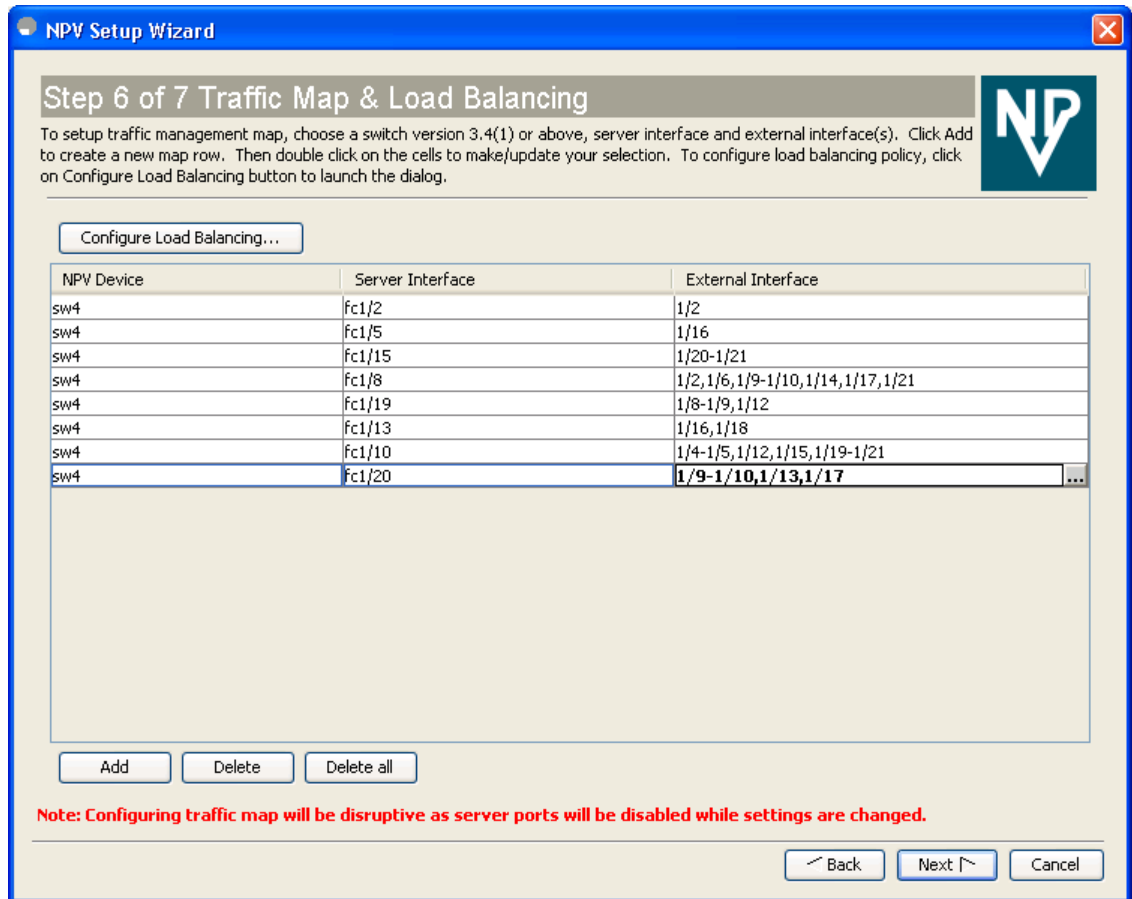 NPV Setup Wizard
Step 6 of 7 Traffic Map & Load Balancing
NPV
To setup traffic management map, choose a switch version 3.4(1) or above, server interface and external interface(s). Click Add
to create a new map row. Then double click on the cells to make/update your selection. To configure load balancing policy, click
on Configure Load Balancing button to launch the dialog.
Configure Load Balancing...
NPV Device Server Interface External Interface
sw4 fc1/2 1/2
sw4 fc1/5 1/16
sw4 fc1/15 1/20-1/21
sw4 fc1/8 1/2,1/6,1/9-1/10,1/14,1/17,1/21
sw4 fc1/19 1/8-1/9,1/12
sw4 fc1/13 1/16,1/18
sw4 fc1/10 1/4-1/5,1/12,1/15,1/19-1/21
sw4 fc1/20 1/9-1/10,1/13,1/17 ...
Add Delete Delete all
Note: Configuring traffic map will be disruptive as server ports will be disabled while settings are changed.
Back Next Cancel